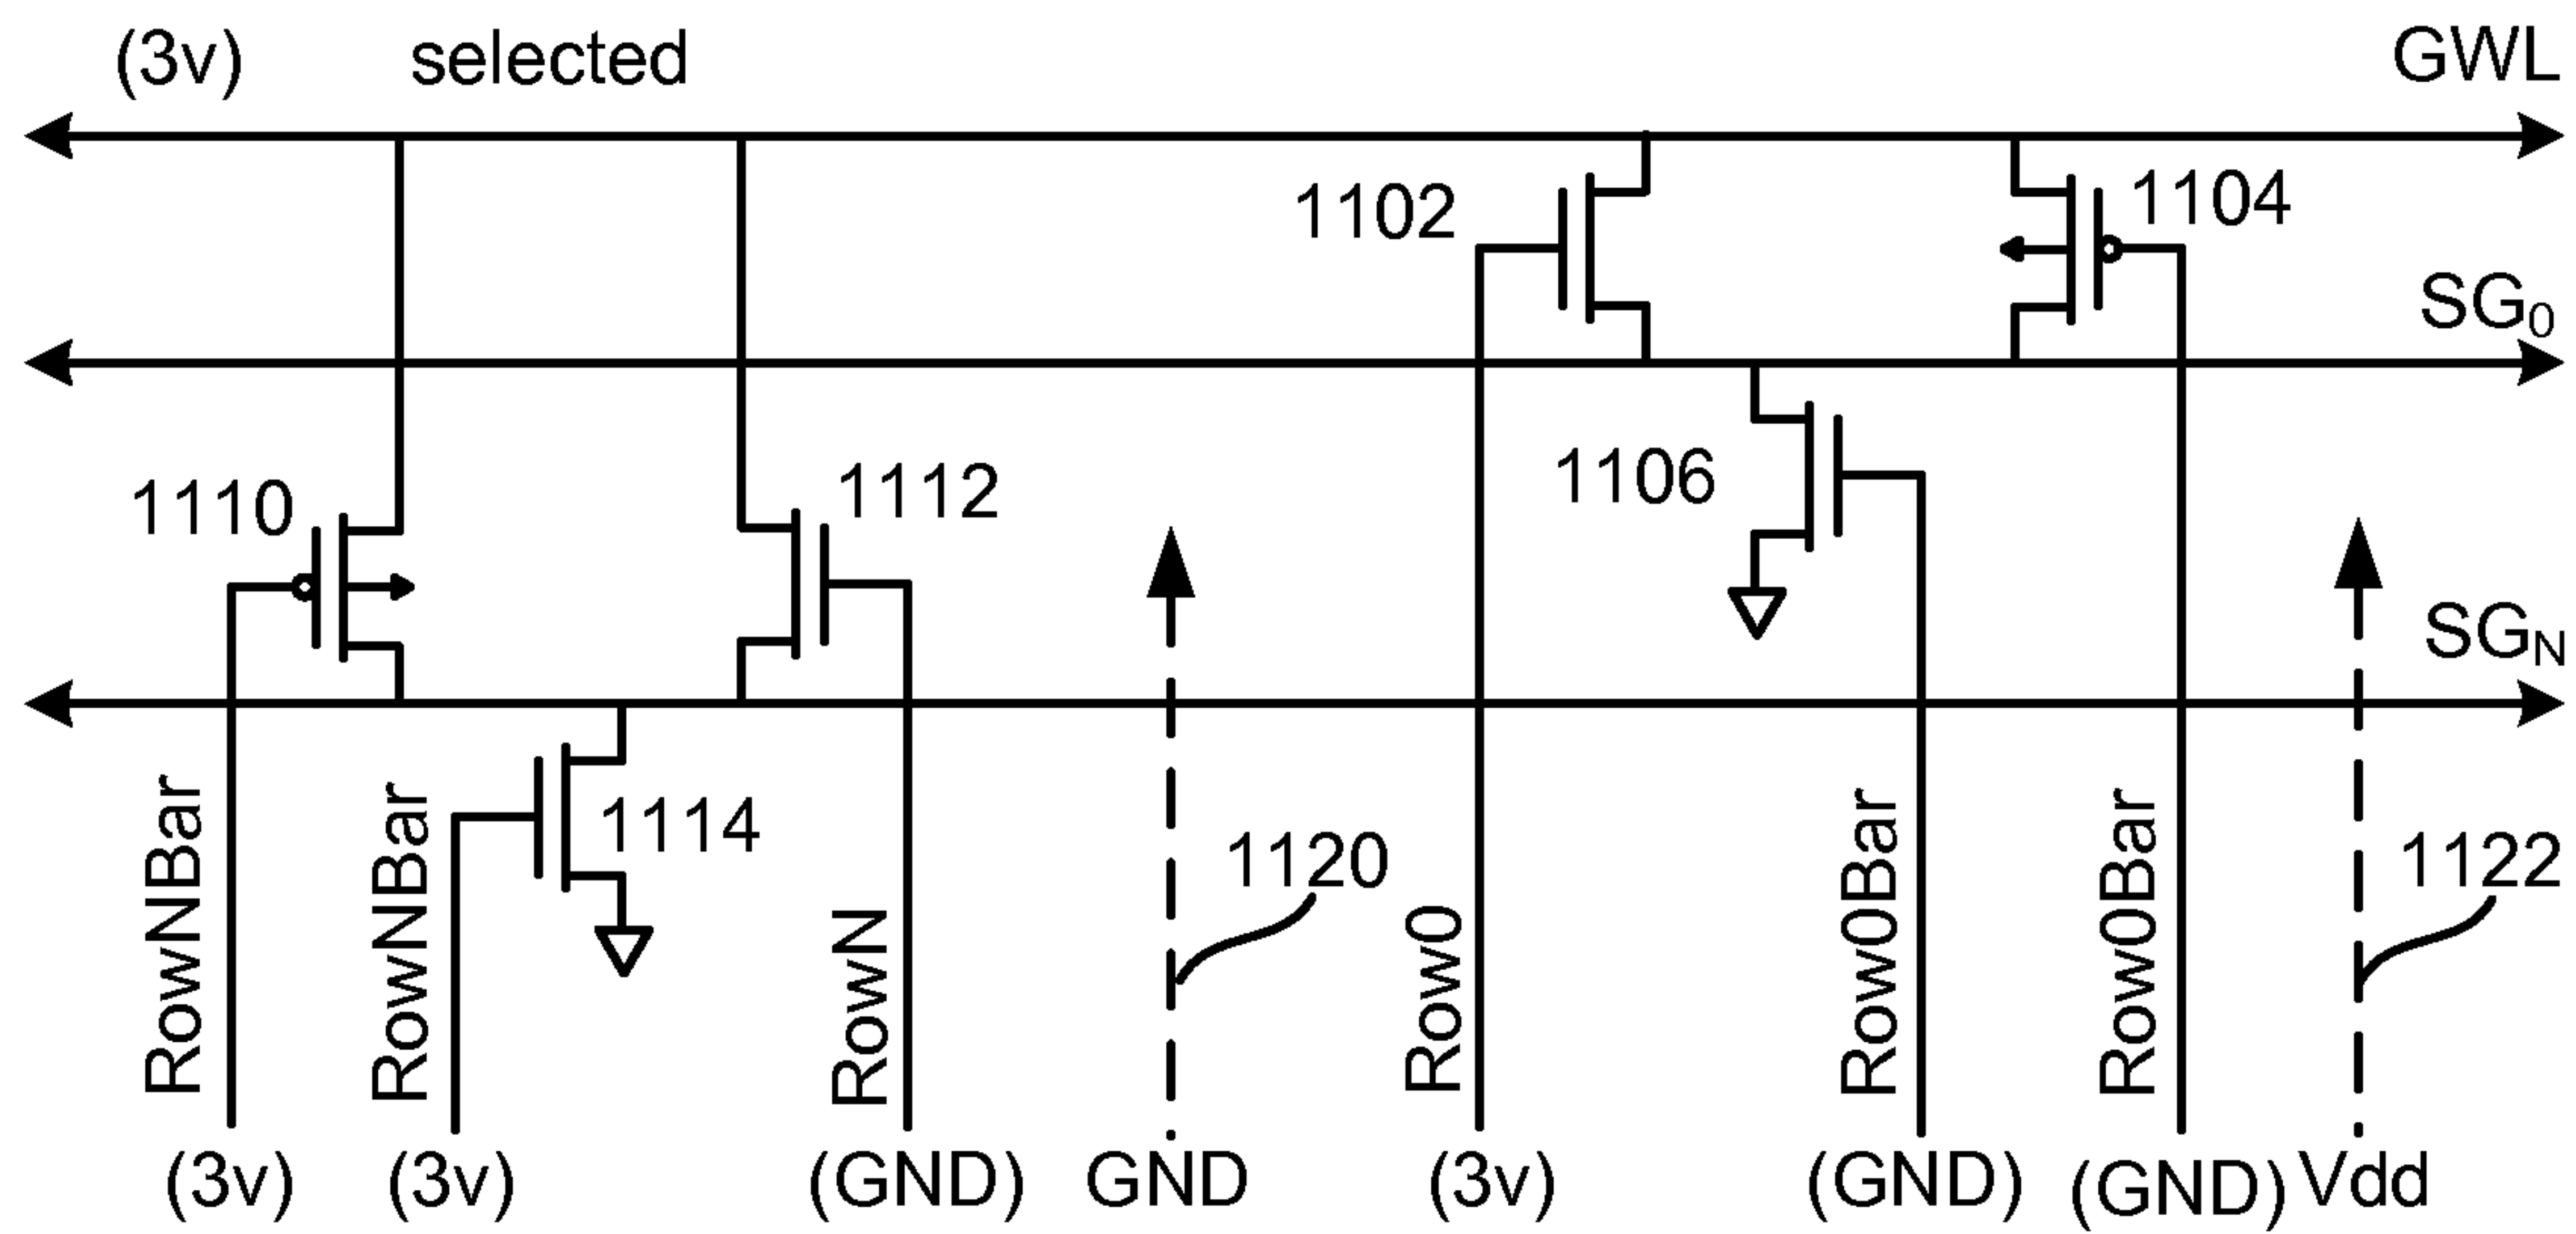 (3v) selected GWL
1102 1104
SG0
1110 1112 1106
SGN
1114 1120 1122
RowNBar RowNBar RowN Row0 Row0Bar Row0Bar
(3v) (3v) (GND) GND (3v) (GND) (GND) Vdd